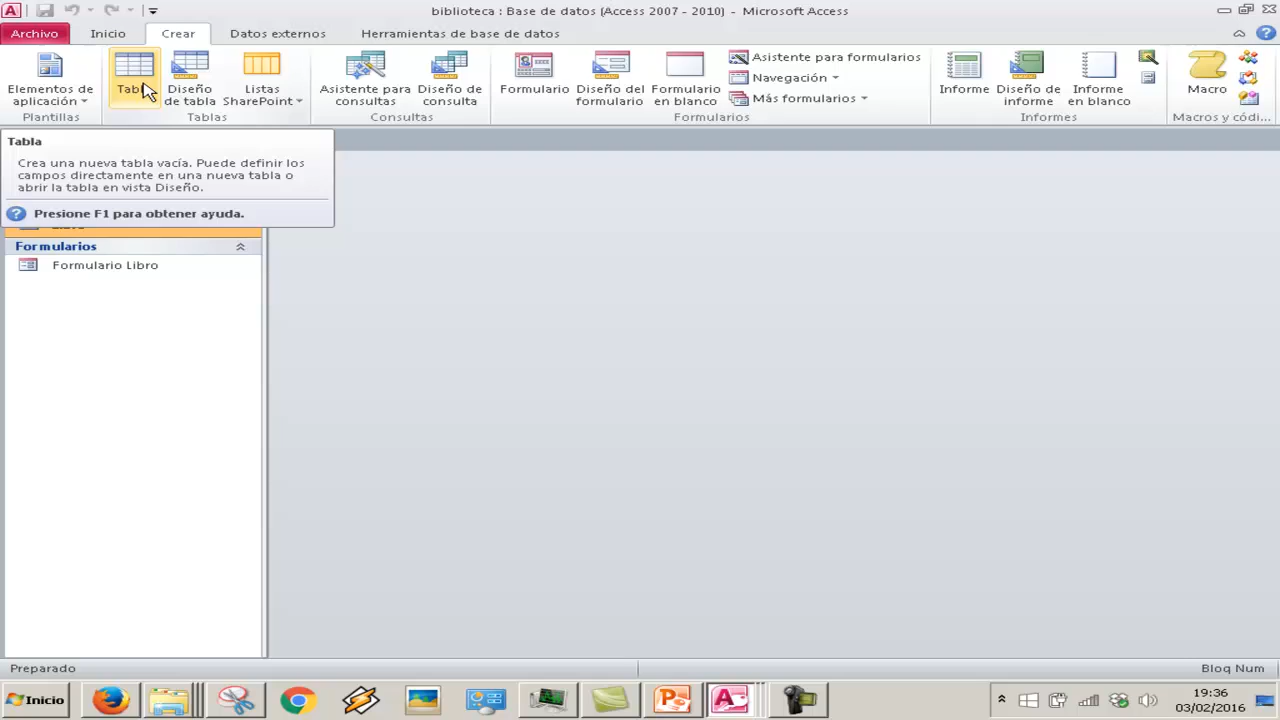 biblioteca : Base de datos (Access 2007 - 2010) - Microsoft Access
Archivo Inicio Crear Datos externos Herramientas de base de datos
Elementos de aplicación
Diseño de tabla
Listas SharePoint
Asistente para consultas
Diseño de consulta
Formulario
Diseño del formulario
Formulario en blanco
Asistente para formularios
Navegación
Más formularios
Informe
Diseño de informe
Informe en blanco
Macro
Plantillas Tablas Consultas Formularios Informes Macros y códi...
Tabla
Crea una nueva tabla vacía. Puede definir los
campos directamente en una nueva tabla o
abrir la tabla en vista Diseño.
Presione F1 para obtener ayuda.
Formularios
Formulario Libro
Preparado
Bloq Num
Inicio
19:36
03/02/2016